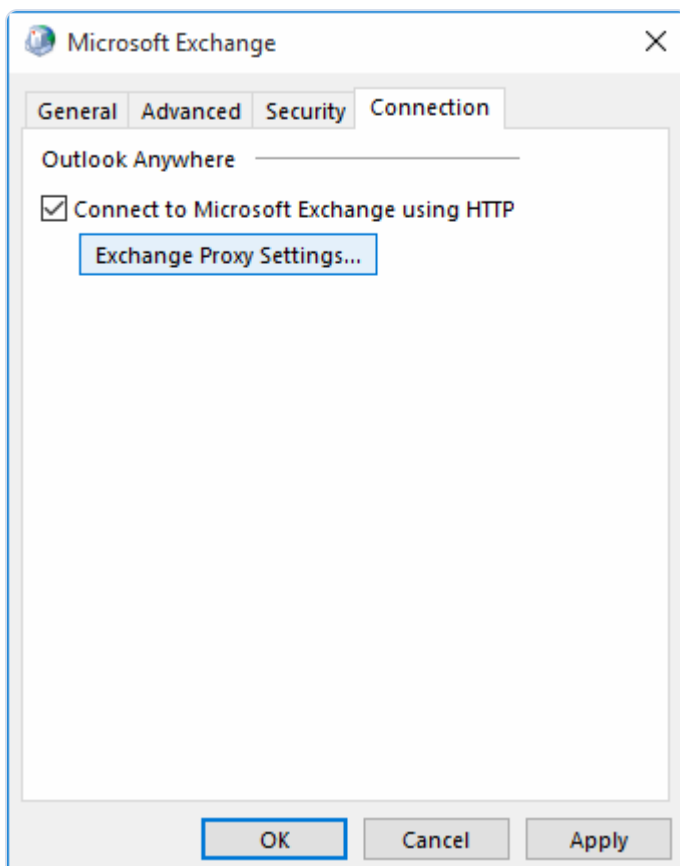 Microsoft Exchange
General Advanced Security Connection
Outlook Anywhere
Connect to Microsoft Exchange using HTTP
Exchange Proxy Settings...
OK Cancel Apply